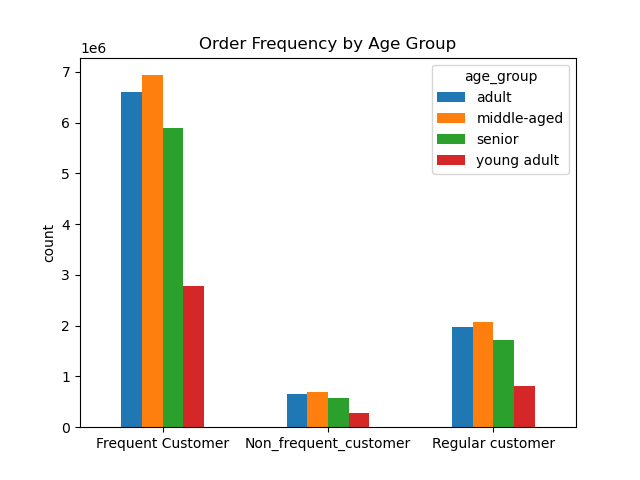 Order Frequency by Age Group
1e6
7
6
5
4
3
2
1
0
count
age_group
adult
middle-aged
senior
young adult
Frequent Customer
Non_frequent_customer
Regular customer